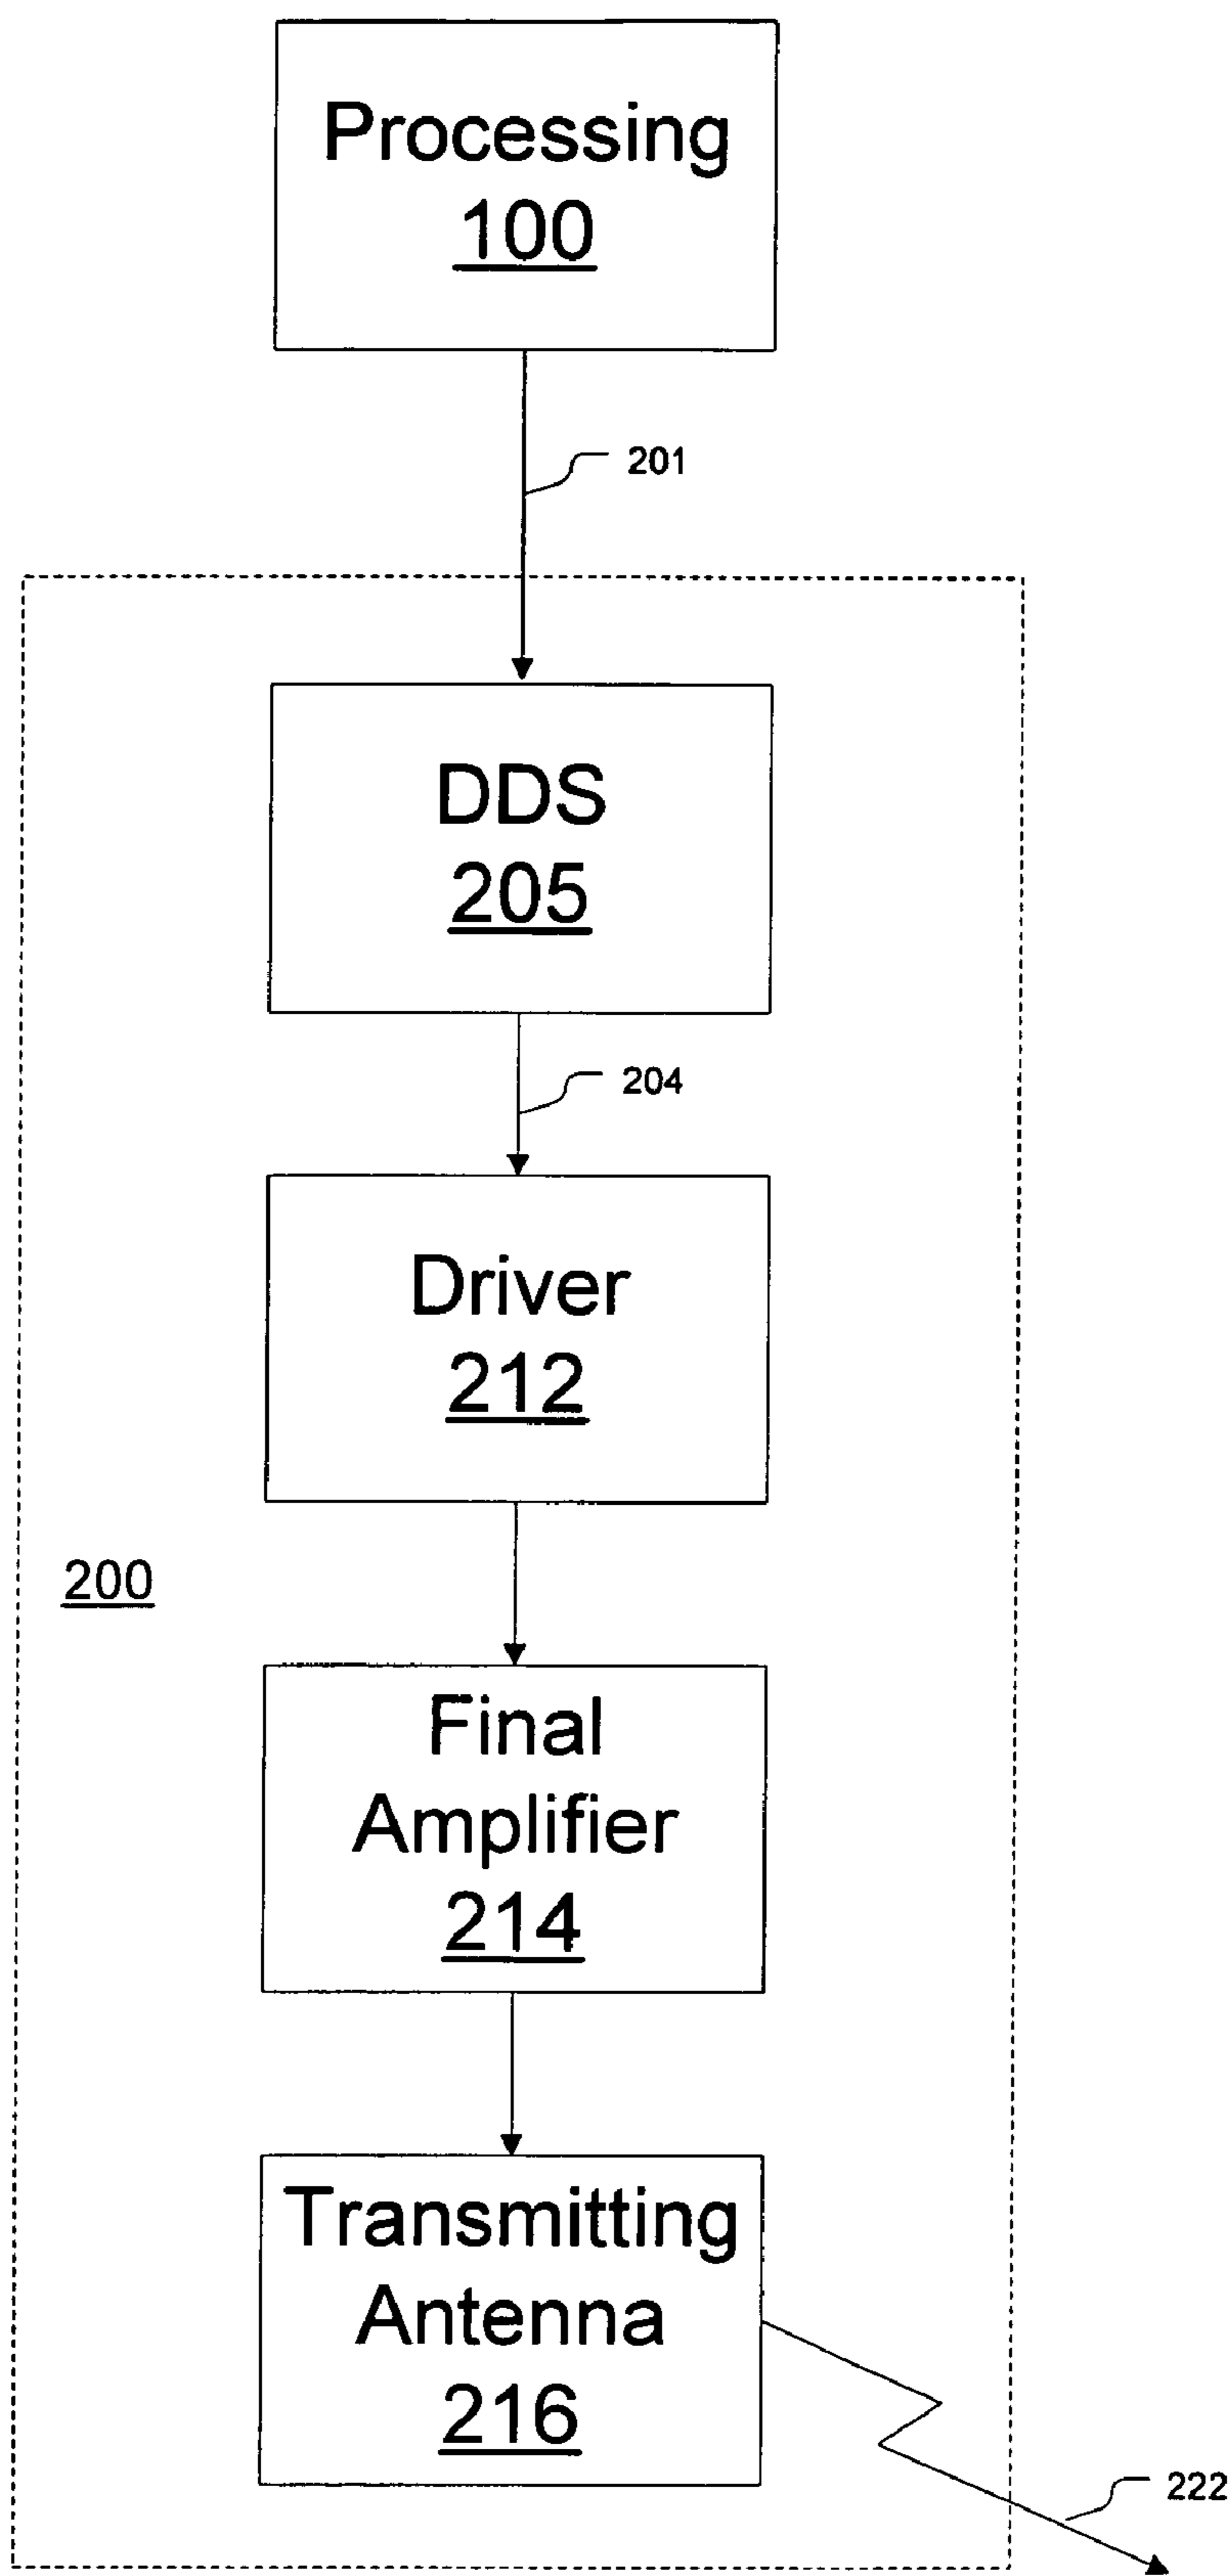 Processing
100
201
DDS
205
204
Driver
212
200
Final
Amplifier
214
Transmitting
Antenna
216
222